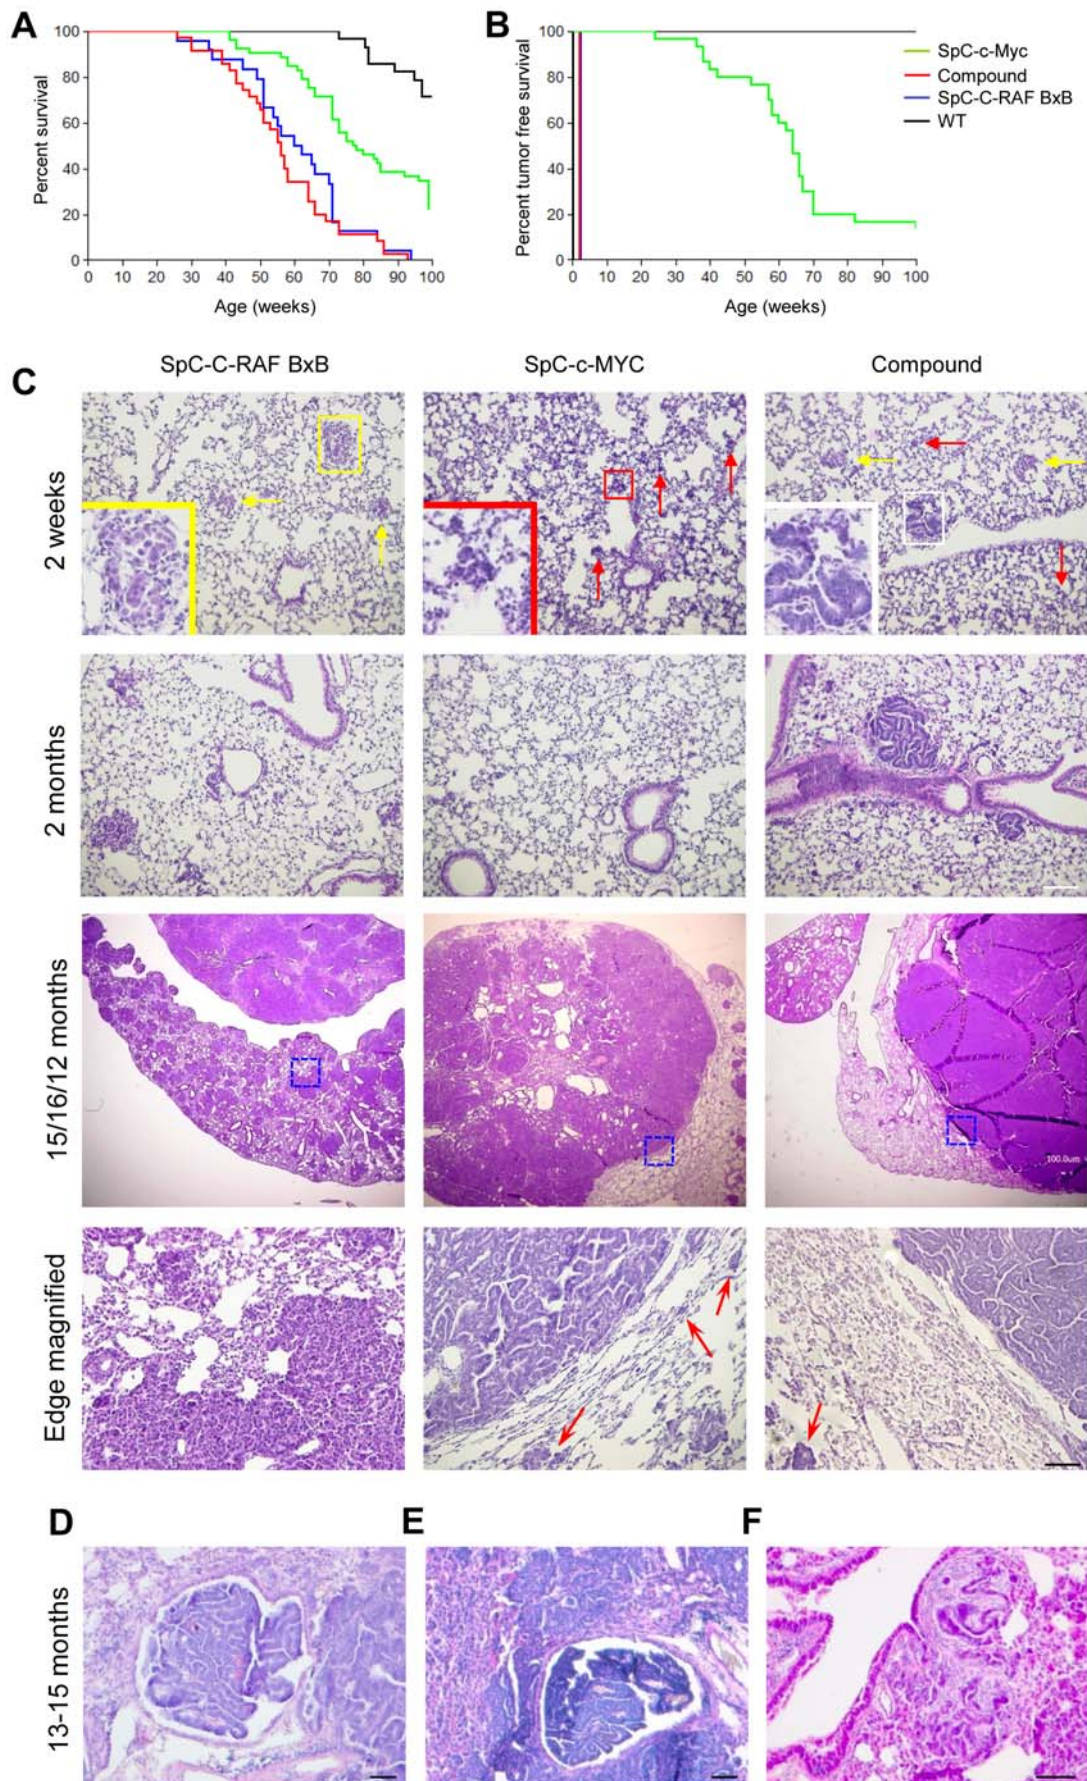 A
B
100
80
60
40
20
0
Percent survival
0 10 20 30 40 50 60 70 80 90 100
Age (weeks)
100
80
60
40
20
0
Percent tumor free survival
0 10 20 30 40 50 60 70 80 90 100
Age (weeks)
SpC-c-Myc
Compound
SpC-C-RAF BxB
WT
C
SpC-C-RAF BxB
SpC-c-MYC
Compound
2 weeks
2 months
15/16/12 months
100.0um
Edge magnified
D
E
F
13-15 months